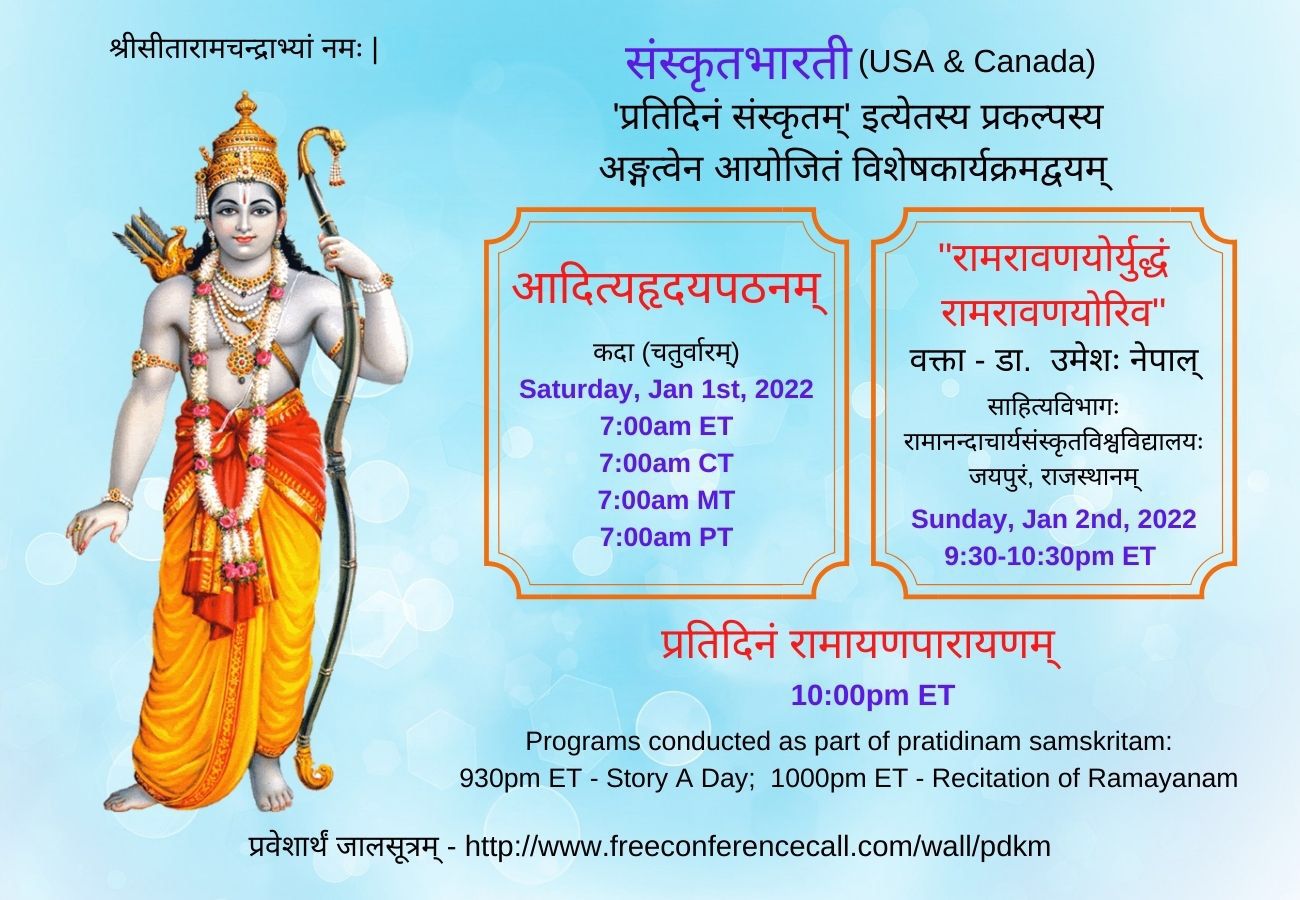 श्रीसीतारामचन्द्राभ्यां नमः |
संस्कृतभारती (USA & Canada)
'प्रतिदिनं संस्कृतम्' इत्येतस्य प्रकल्पस्य
अङ्गत्वेन आयोजितं विशेषकार्यक्रमद्वयम्
आदित्यहृदयपठनम्
कदा (चतुर्वारम्)
Saturday, Jan 1st, 2022
7:00am ET
7:00am CT
7:00am MT
7:00am PT
"रामरावणयोर्युद्धं
रामरावणयोरिव"
वक्ता - डा. उमेशः नेपाल्
साहित्यविभागः
रामानन्दाचार्यसंस्कृतविश्वविद्यालयः
जयपुरं, राजस्थानम्
Sunday, Jan 2nd, 2022
9:30-10:30pm ET
प्रतिदिनं रामायणपारायणम्
10:00pm ET
Programs conducted as part of pratidinam samskritam:
930pm ET - Story A Day; 1000pm ET - Recitation of Ramayanam
प्रवेशार्थं जालसूत्रम् - http://www.freeconferencecall.com/wall/pdkm